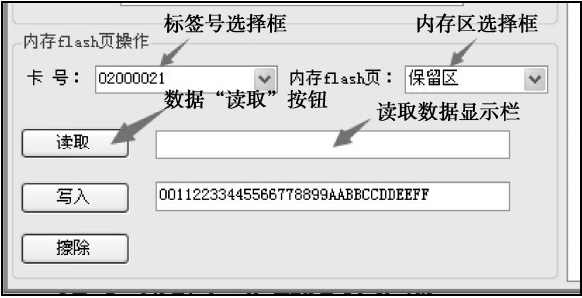 标签号选择框 内存区选择框
内存flash页操作
卡 号： 02000021 内存flash页： 保留区
数据“读取”按钮 读取数据显示栏
读取
写入 00112233445566778899AABBCCDDEEFF
擦除